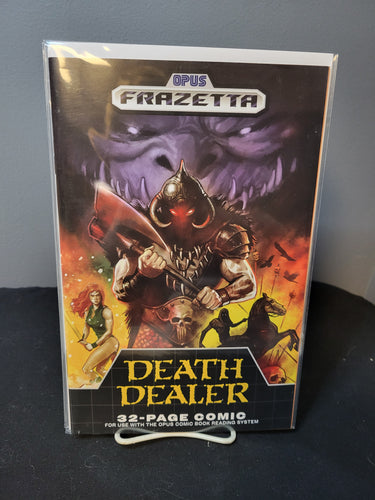 OPUS
FRAZETTA
DEATH
DEALER
32-PAGE COMIC
FOR USE WITH THE OPUS COMIC BOOK READING SYSTEM